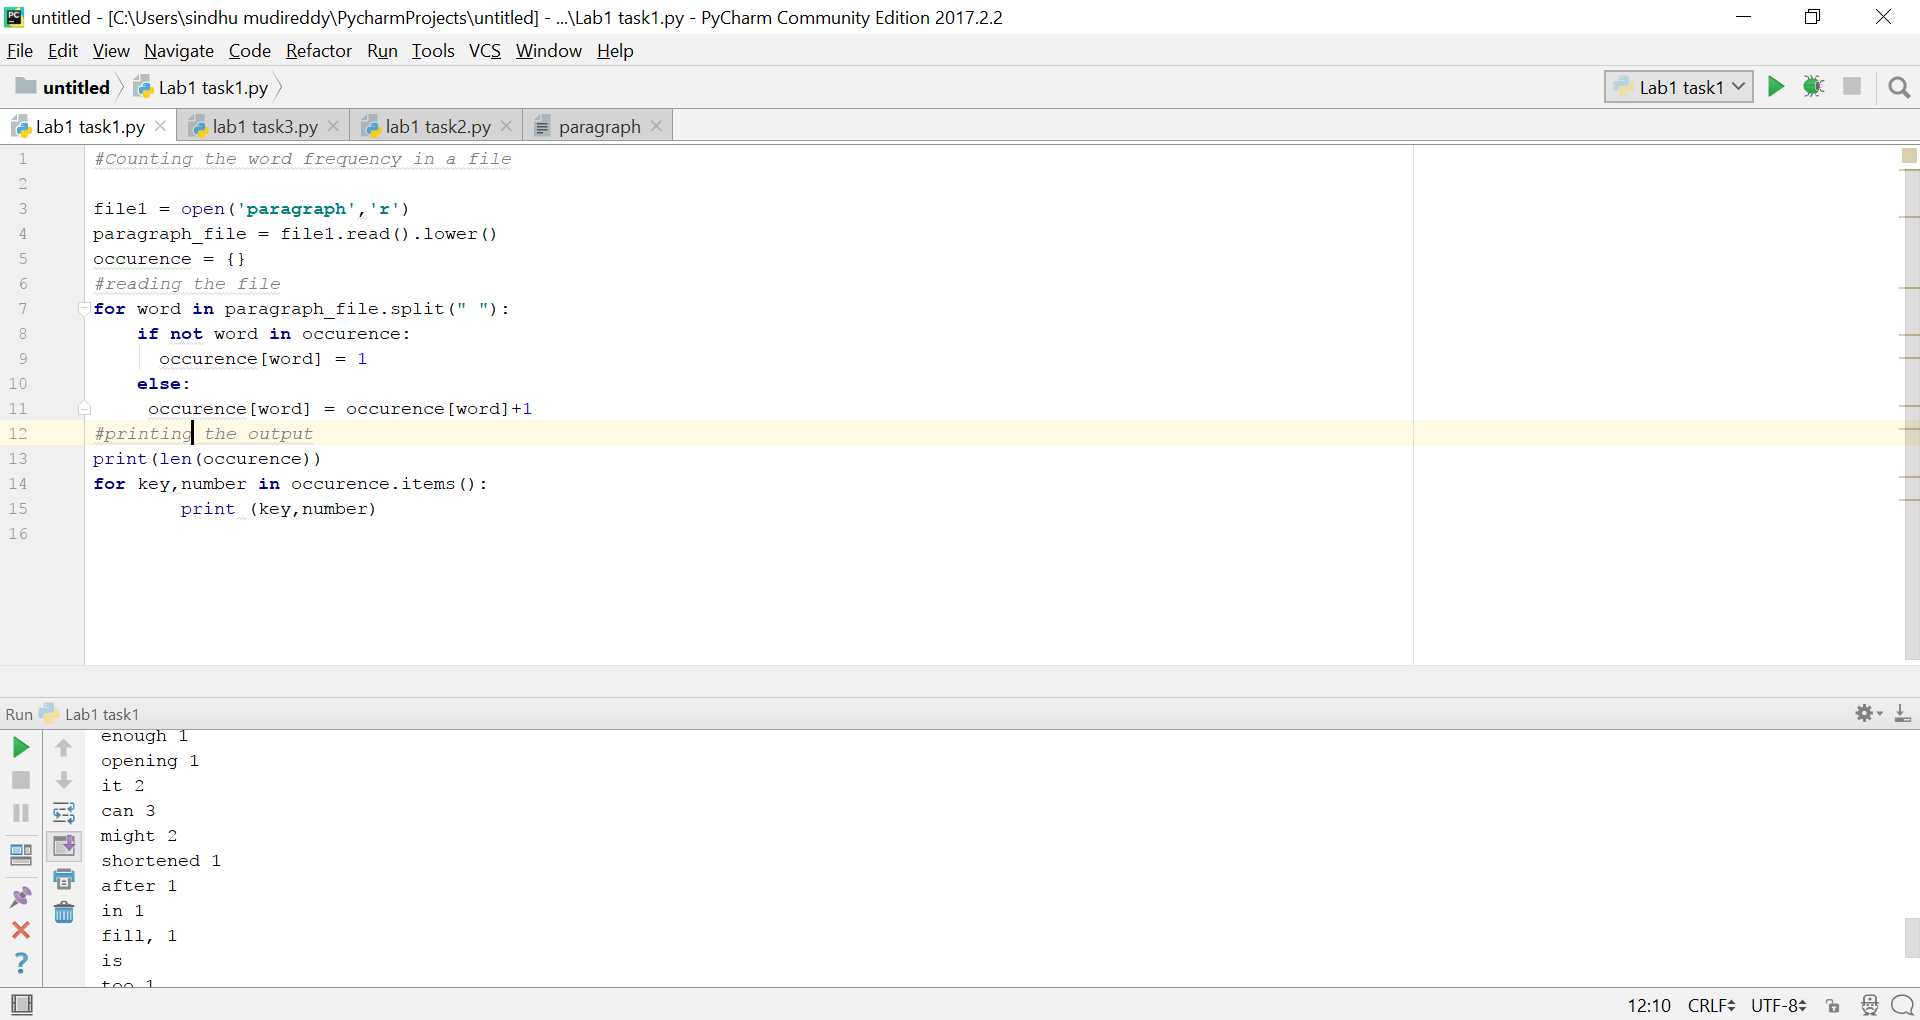 untitled - [C:\Users\sindhu mudireddy\PycharmProjects\untitled] - ...\Lab1 task1.py - PyCharm Community Edition 2017.2.2
File Edit View Navigate Code Refactor Run Tools VCS Window Help
untitled Lab1 task1.py Lab1 task1
Lab1 task1.py lab1 task3.py lab1 task2.py paragraph
1 #Counting the word frequency in a file
2
3 file1 = open('paragraph','r')
4 paragraph_file = file1.read().lower()
5 occurence = {}
6 #reading the file
7 for word in paragraph_file.split(" "):
8 if not word in occurence:
9 occurence[word] = 1
10 else:
11 occurence[word] = occurence[word]+1
12 #printing the output
13 print(len(occurence))
14 for key,number in occurence.items():
15 print (key,number)
16
Run Lab1 task1
enough 1
opening 1
it 2
can 3
might 2
shortened 1
after 1
in 1
fill, 1
is
too 1
12:10 CRLF UTF-8